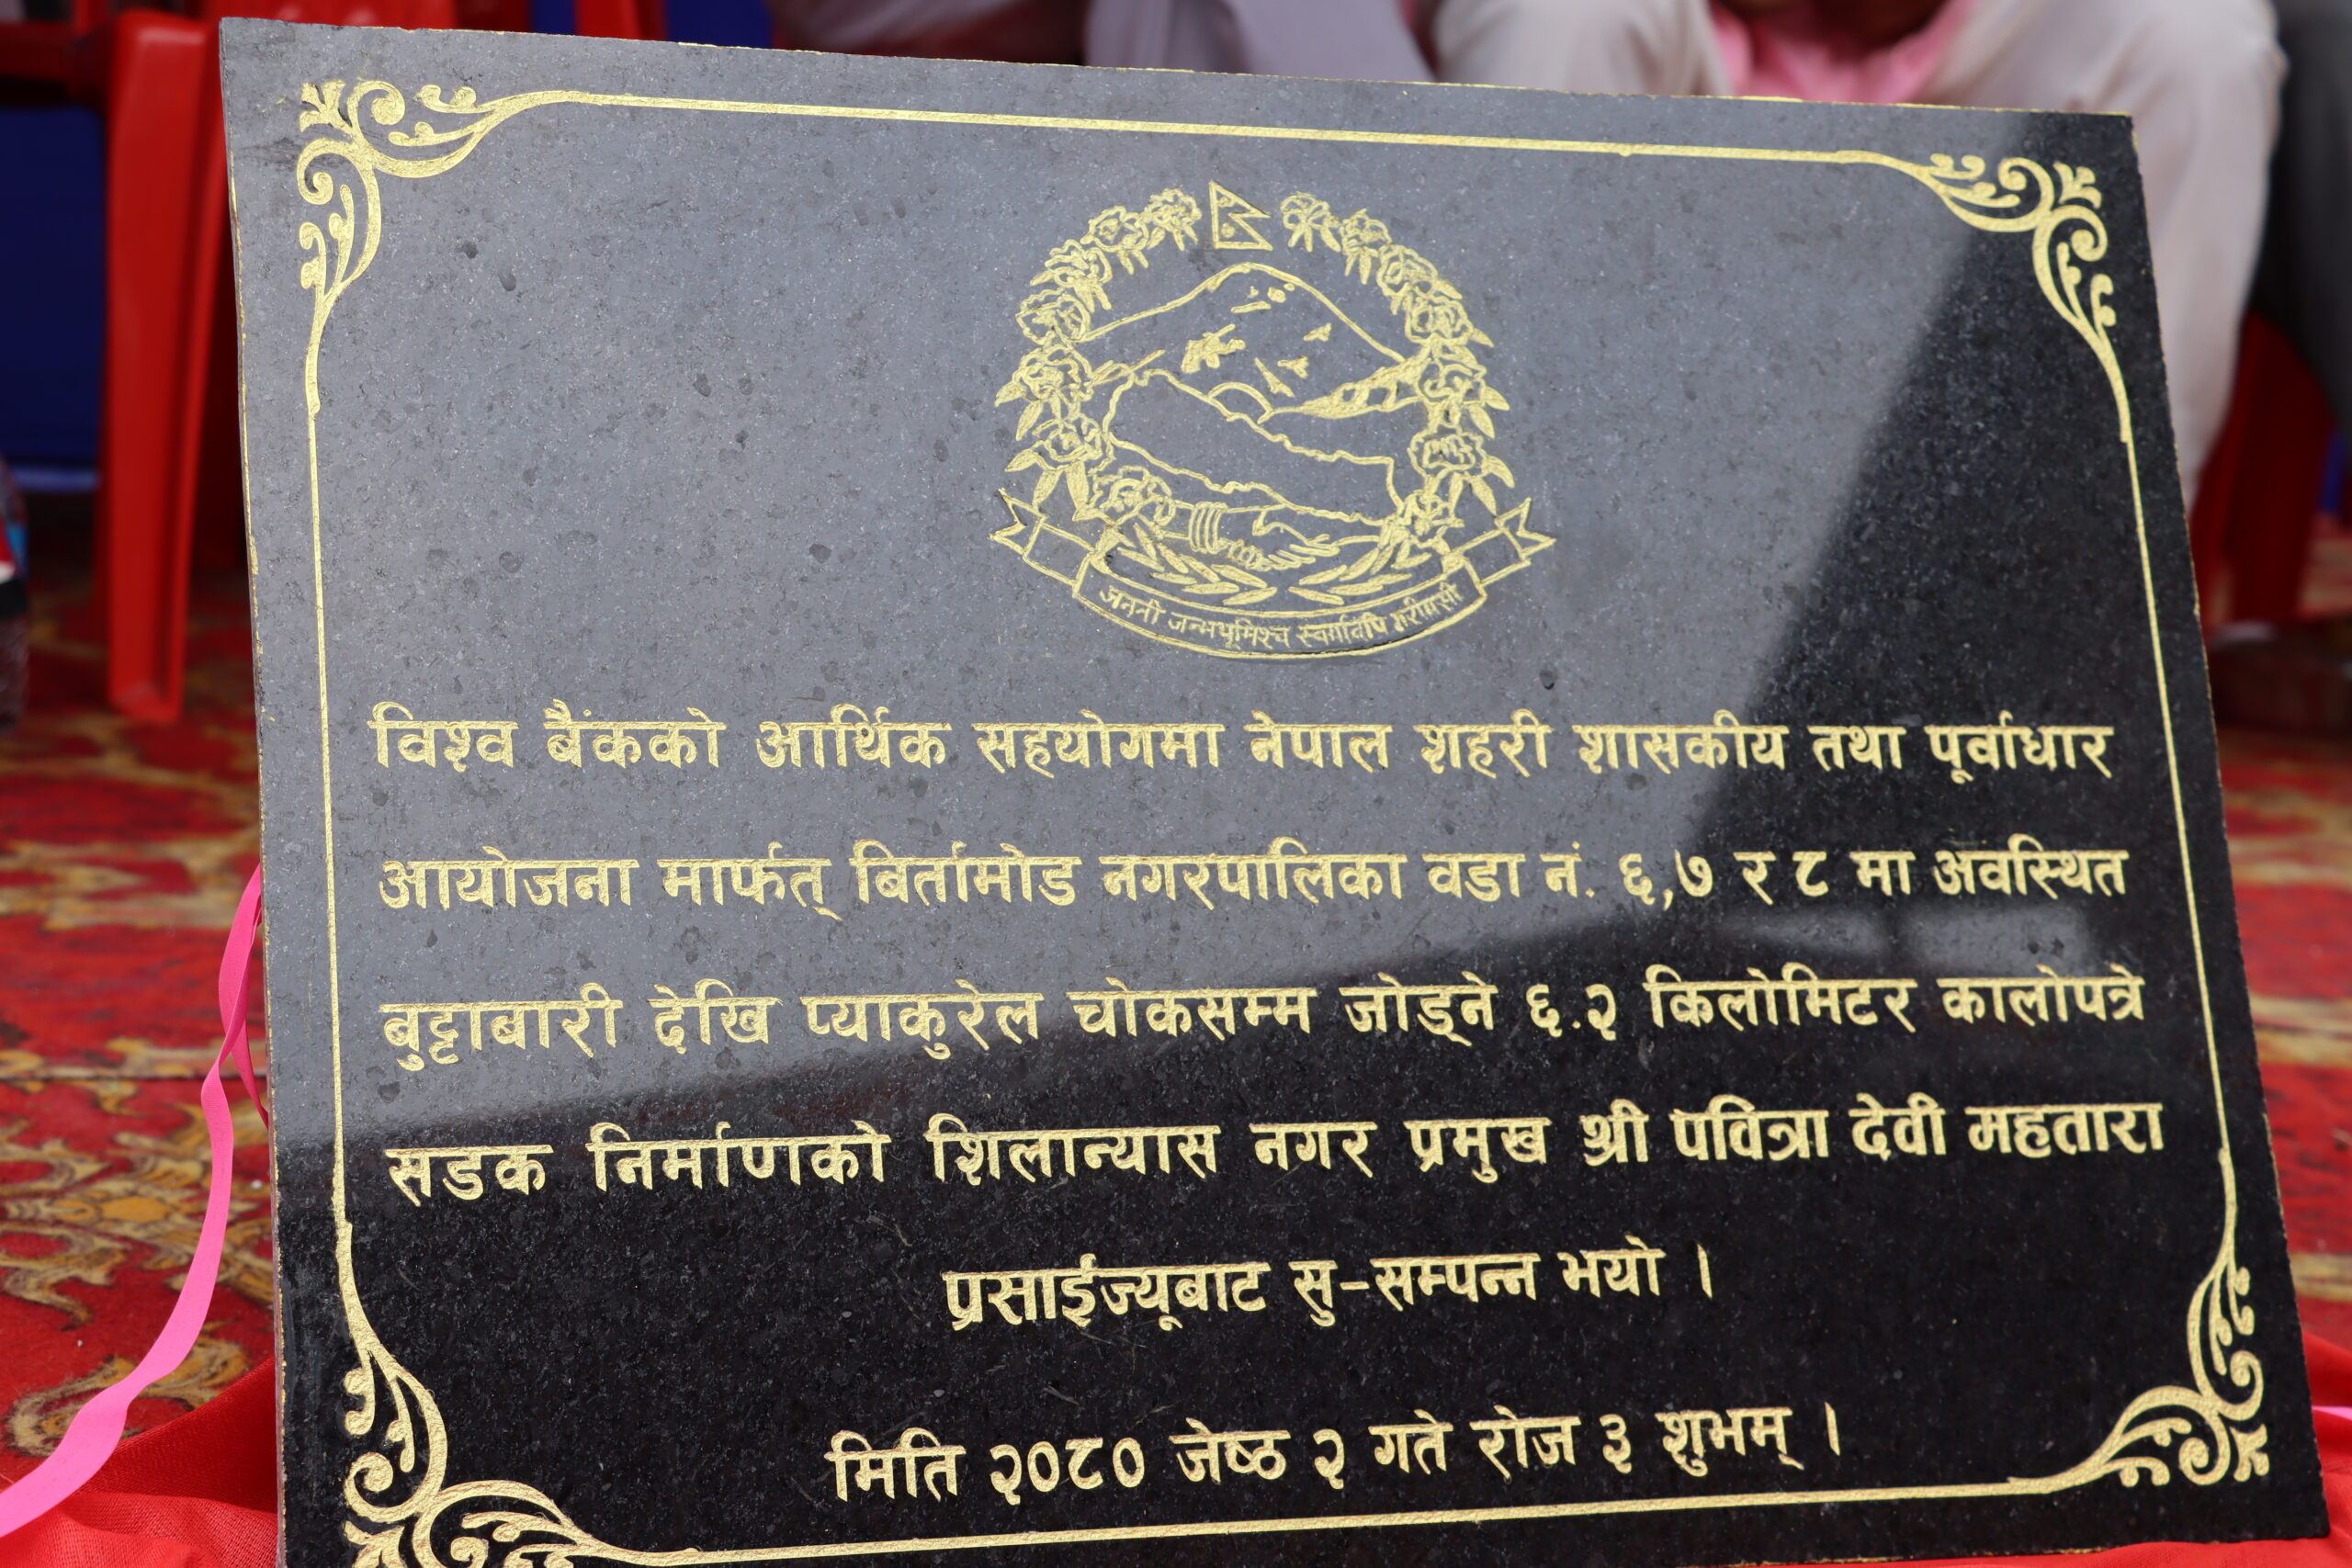 जननी जन्मभूमिश्च स्वर्गादपि गरीयसी
विश्व बैंकको आर्थिक सहयोगमा नेपाल शहरी शासकीय तथा पूर्वाधार
आयोजना मार्फत् बिर्तामोड नगरपालिका वडा नं. ६,७ र ८ मा अवस्थित
बुट्टाबारी देखि प्याकुरेल चोकसम्म जोड्ने ६.२ किलोमिटर कालोपत्रे
सडक निर्माणको शिलान्यास नगर प्रमुख श्री पवित्रा देवी महतारा
प्रसाईज्यूबाट सु-सम्पन्न भयो ।
मिति २०८० जेष्ठ २ गते रोज ३ शुभम् ।